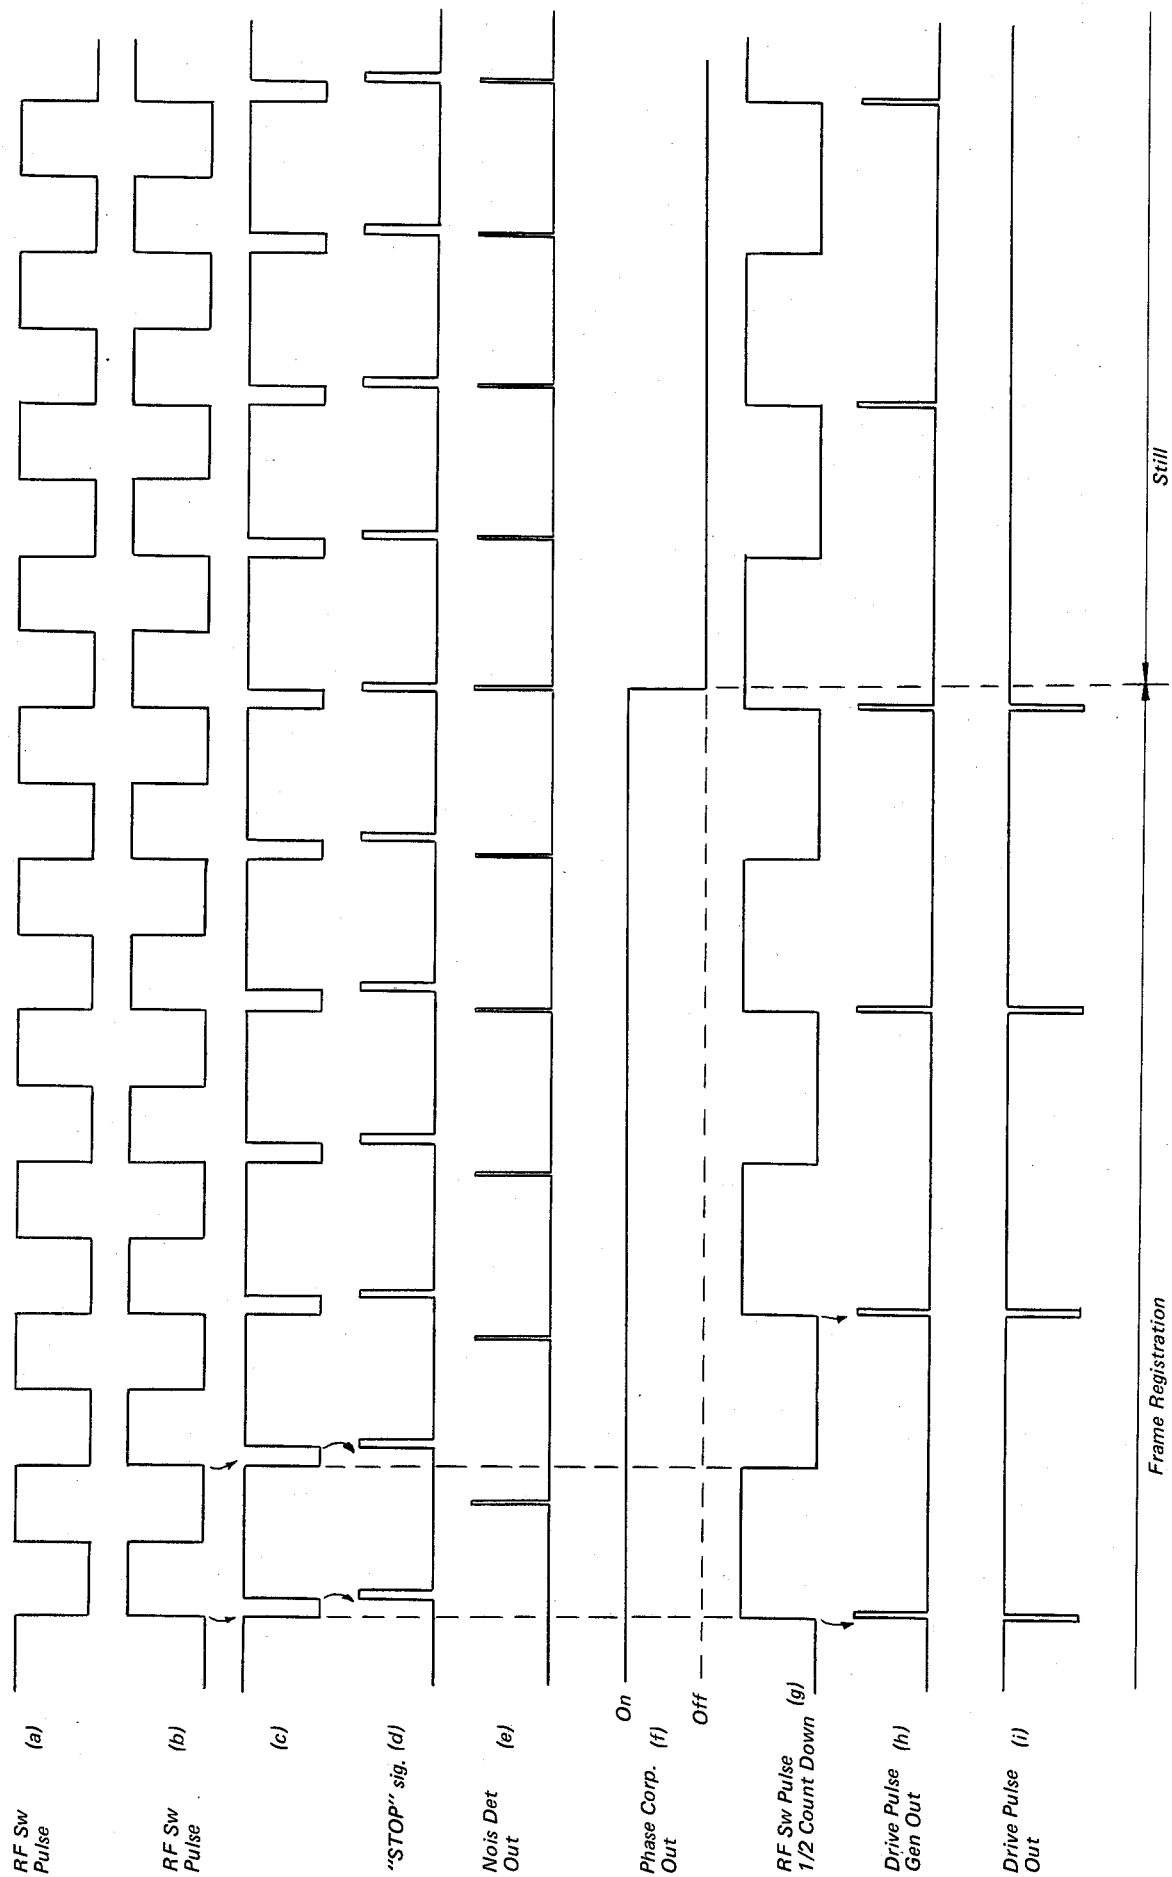 RF Sw
Pulse (a)
RF Sw
Pulse (b)
(c)
"STOP" sig. (d)
Nois Det
Out (e)
On
Off
Phase Corp.
Out (f)
RF Sw Pulse
1/2 Count Down (g)
Drive Pulse
Gen Out (h)
Drive Pulse
Out (i)
Frame Registration
Still